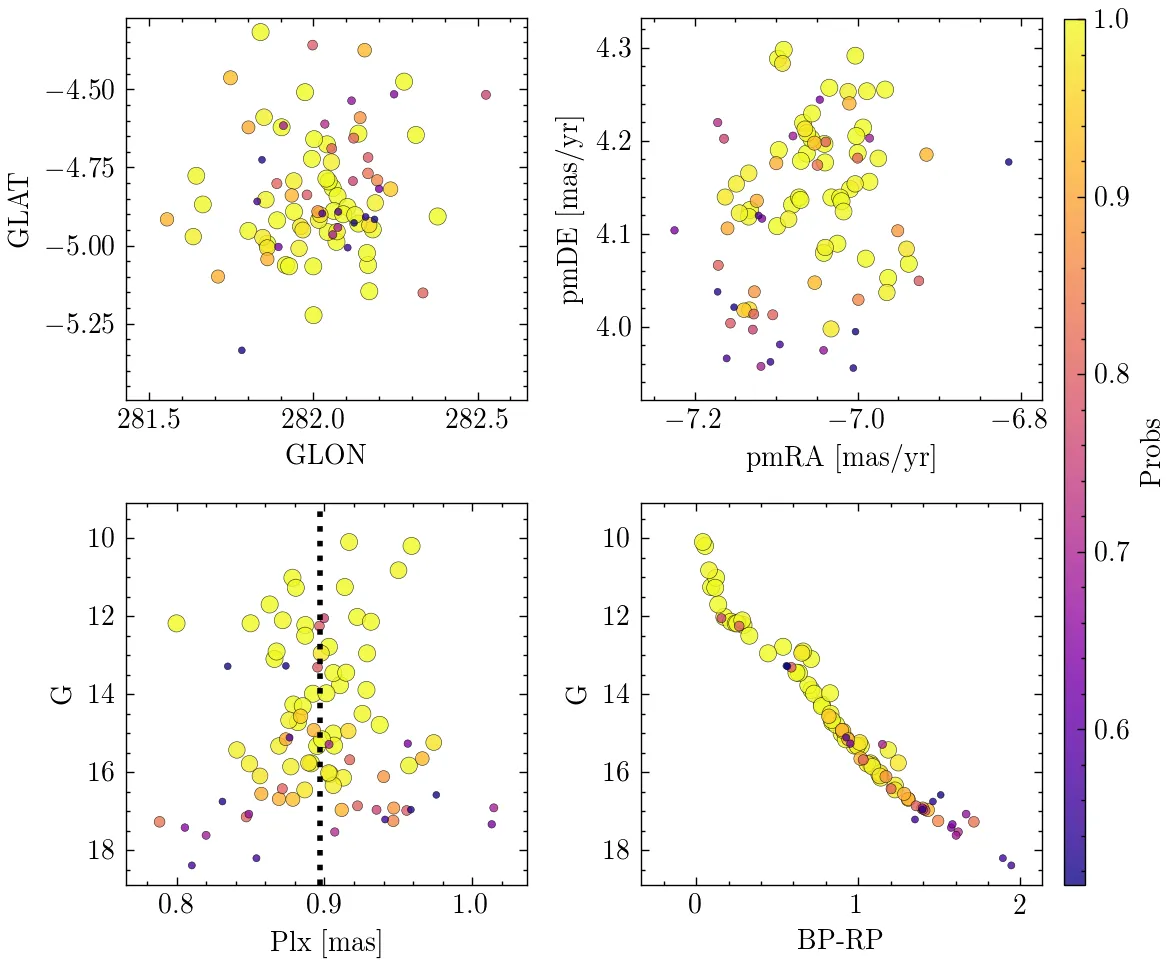 −4.50
−4.75
−5.00
−5.25
GLAT
281.5 282.0 282.5
GLON
4.3
4.2
4.1
4.0
pmDE [mas/yr]
−7.2 −7.0 −6.8
pmRA [mas/yr]
10
12
14
16
18
G
0.8 0.9 1.0
Plx [mas]
10
12
14
16
18
G
0 1 2
BP-RP
1.0
0.9
0.8
0.7
0.6
Probs